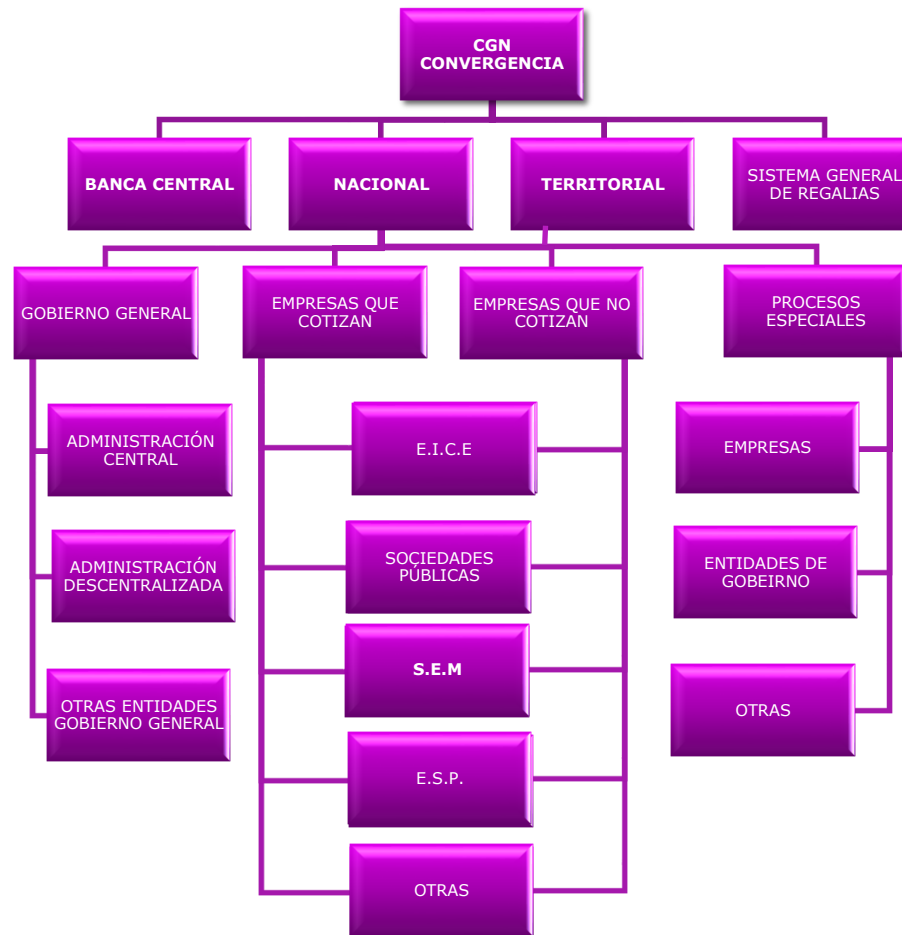 CGN
CONVERGENCIA
BANCA CENTRAL
NACIONAL
TERRITORIAL
SISTEMA GENERAL
DE REGALIAS
GOBIERNO GENERAL
EMPRESAS QUE
COTIZAN
EMPRESAS QUE NO
COTIZAN
PROCESOS
ESPECIALES
ADMINISTRACIÓN
CENTRAL
E.I.C.E
EMPRESAS
ADMINISTRACIÓN
DESCENTRALIZADA
SOCIEDADES
PÚBLICAS
ENTIDADES DE
GOBEIRNO
OTRAS ENTIDADES
GOBIERNO GENERAL
S.E.M
OTRAS
E.S.P.
OTRAS